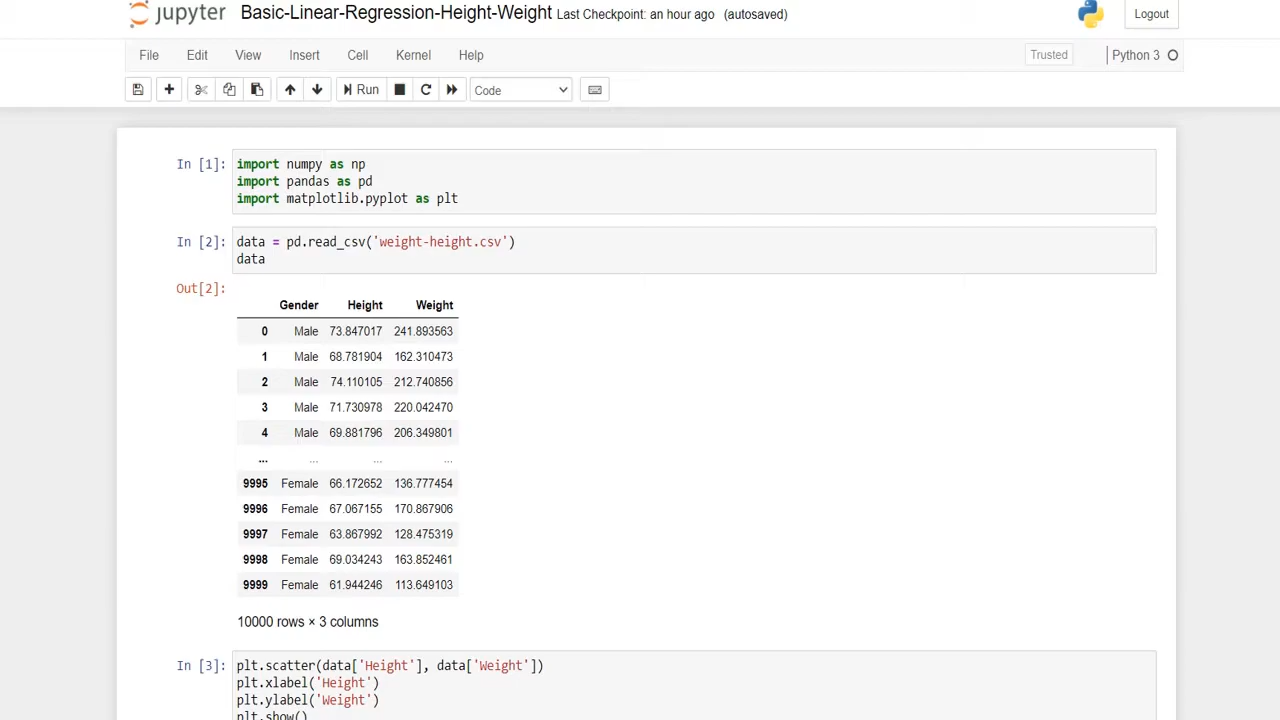 jupyter Basic-Linear-Regression-Height-Weight Last Checkpoint: an hour ago (autosaved) Logout
File Edit View Insert Cell Kernel Help Trusted Python 3
Run Code
In [1]: import numpy as np
import pandas as pd
import matplotlib.pyplot as plt
In [2]: data = pd.read_csv('weight-height.csv')
data
Out[2]:
Gender Height Weight
0 Male 73.847017 241.893563
1 Male 68.781904 162.310473
2 Male 74.110105 212.740856
3 Male 71.730978 220.042470
4 Male 69.881796 206.349801
... ... ... ...
9995 Female 66.172652 136.777454
9996 Female 67.067155 170.867906
9997 Female 63.867992 128.475319
9998 Female 69.034243 163.852461
9999 Female 61.944246 113.649103
10000 rows × 3 columns
In [3]: plt.scatter(data['Height'], data['Weight'])
plt.xlabel('Height')
plt.ylabel('Weight')
plt.show()